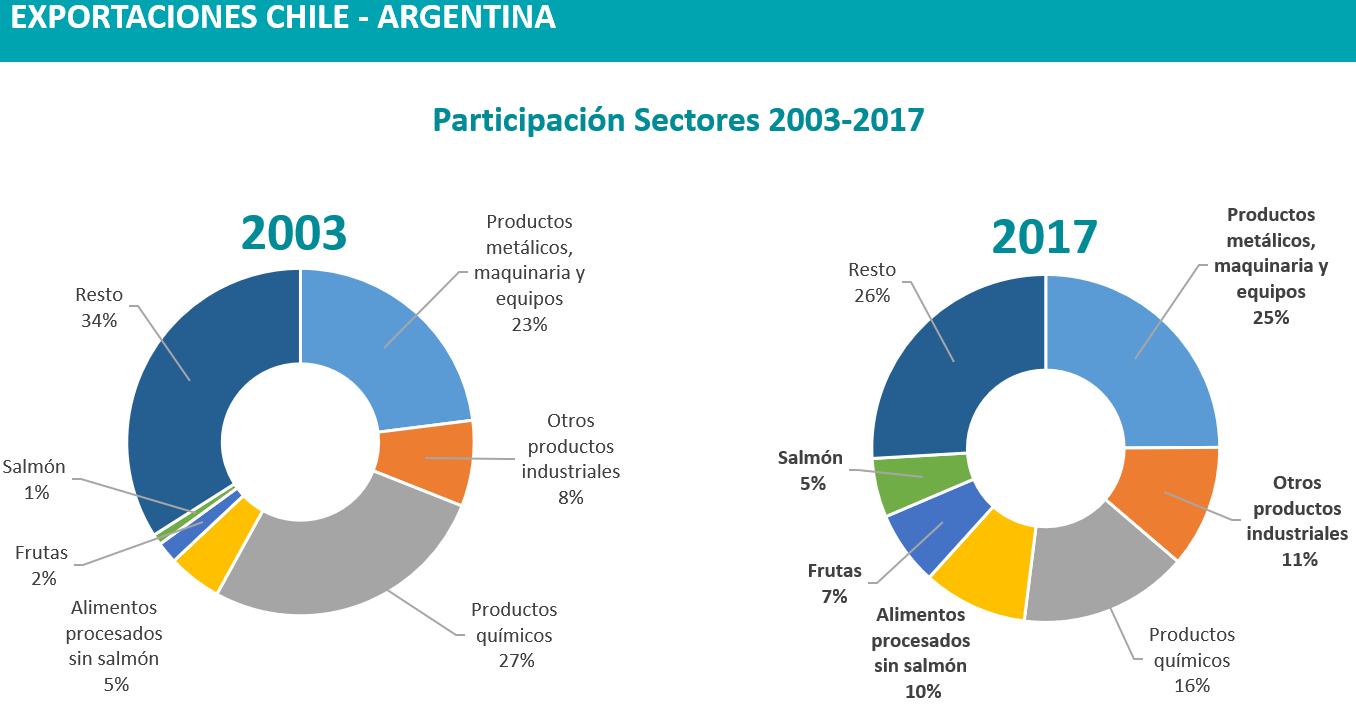 EXPORTACIONES CHILE - ARGENTINA
Participación Sectores 2003-2017
2003
Productos
metálicos,
maquinaria y
equipos
23%
Otros
productos
industriales
8%
Productos
químicos
27%
Alimentos
procesados
sin salmón
5%
Frutas
2%
Salmón
1%
Resto
34%
2017
Productos
metálicos,
maquinaria y
equipos
25%
Otros
productos
industriales
11%
Productos
químicos
16%
Alimentos
procesados
sin salmón
10%
Frutas
7%
Salmón
5%
Resto
26%